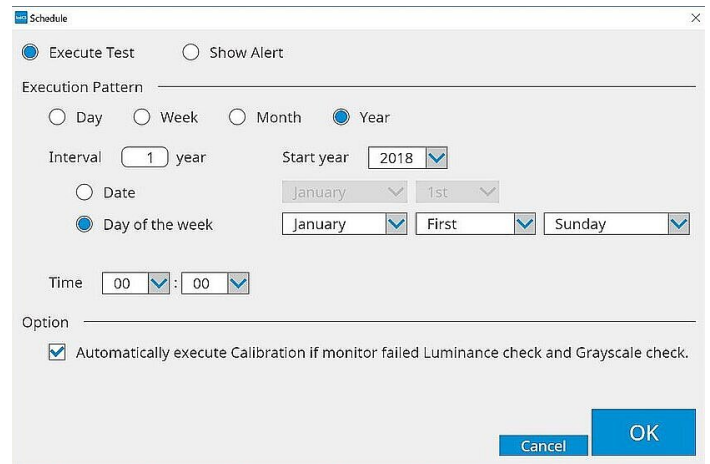 Schedule
Execute Test Show Alert
Execution Pattern
Day Week Month Year
Interval 1 year Start year 2018
Date January 1st
Day of the week January First Sunday
Time 00 : 00
Option
Automatically execute Calibration if monitor failed Luminance check and Grayscale check.
Cancel OK